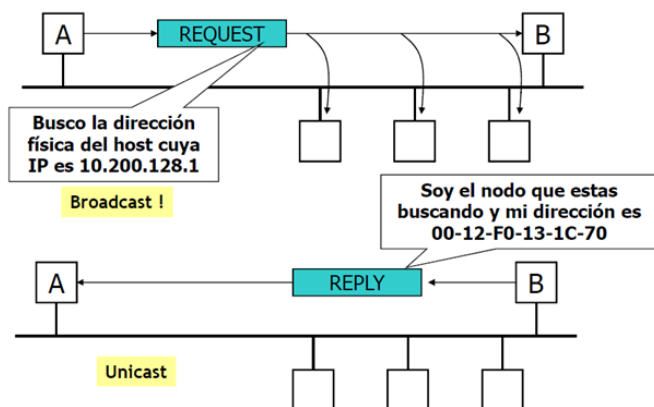 A
REQUEST
B
Busco la dirección
física del host cuya
IP es 10.200.128.1
Broadcast !
Soy el nodo que estas
buscando y mi dirección es
00-12-F0-13-1C-70
A
REPLY
B
Unicast